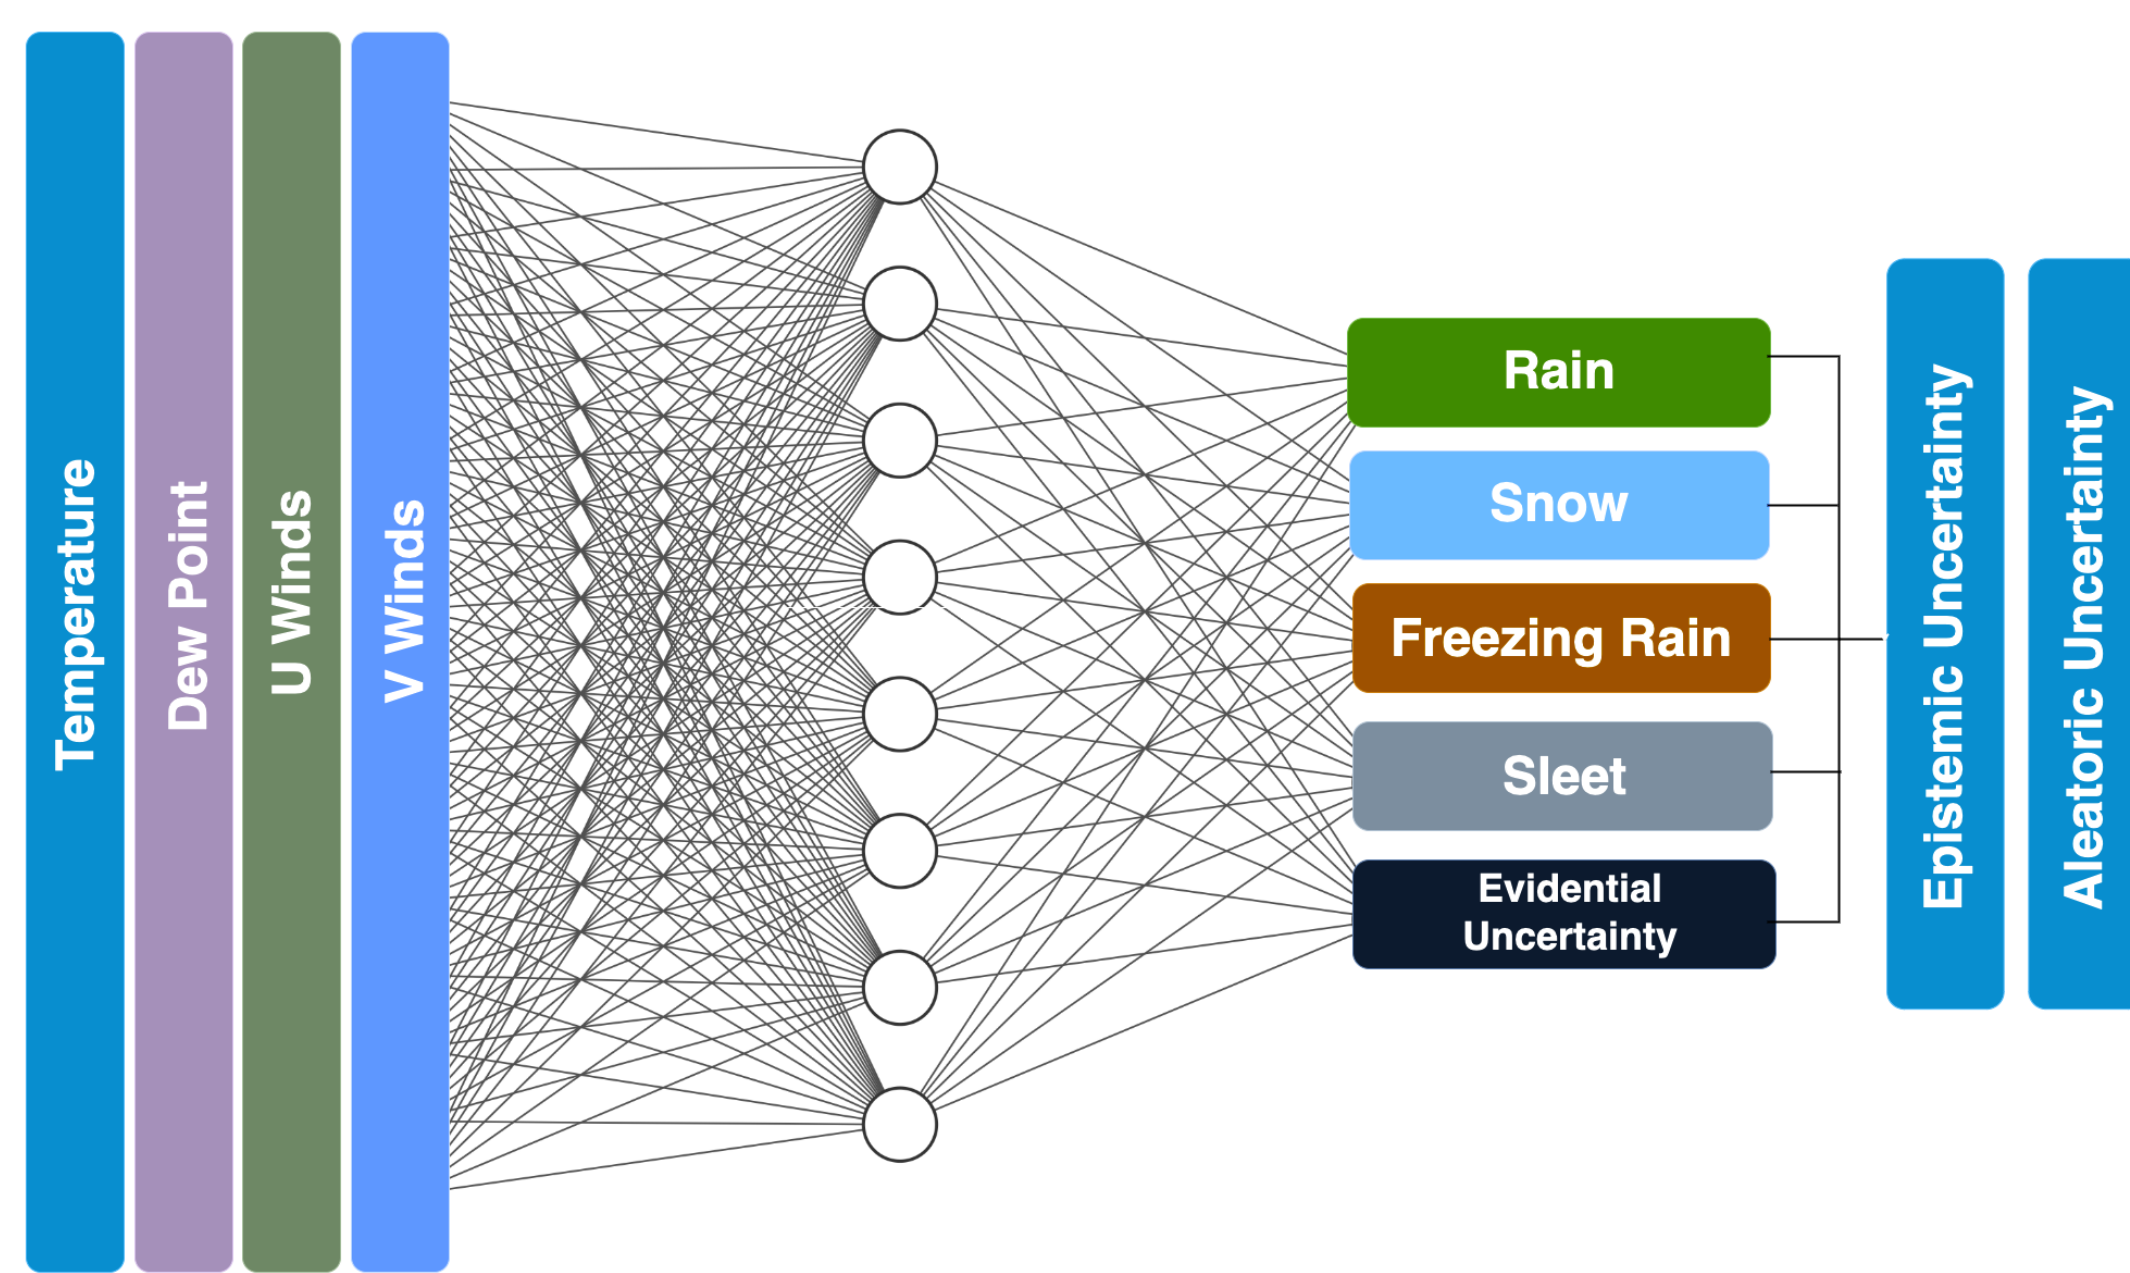 Temperature
Dew Point
U Winds
V Winds
Rain
Snow
Freezing Rain
Sleet
Evidential
Uncertainty
Epistemic Uncertainty
Aleatoric Uncertainty